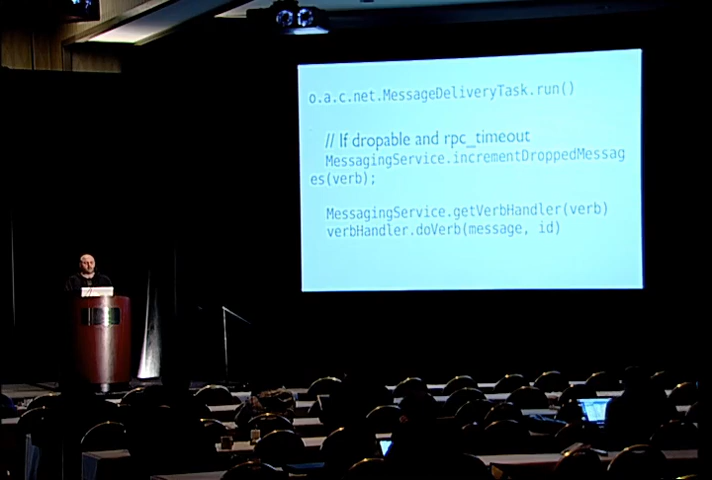 o.a.c.net.MessageDeliveryTask.run()
// If dropable and rpc_timeout
MessagingService.incrementDroppedMessag
es(verb);
MessagingService.getVerbHandler(verb)
verbHandler.doVerb(message, id)